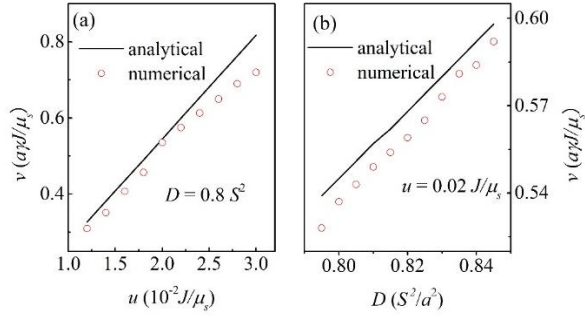 (a)
analytical
numerical
D = 0.8 S²
0.8
0.6
0.4
v (aγJ/μₛ)
1.0 1.5 2.0 2.5 3.0
u (10⁻²J/μₛ)
(b)
analytical
numerical
u = 0.02 J/μₛ
0.60
0.57
0.54
v (aγJ/μₛ)
0.80 0.82 0.84
D (S²/a²)